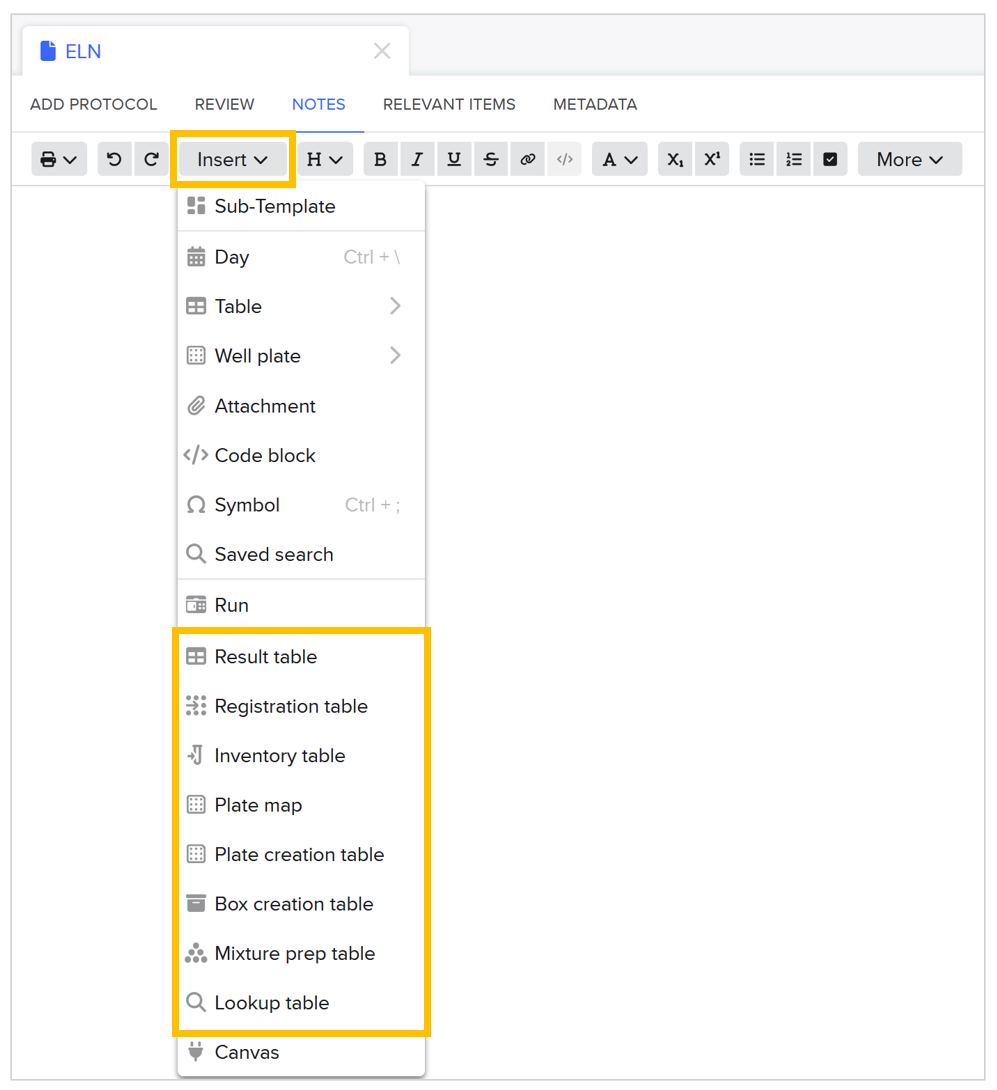 ELN
ADD PROTOCOL REVIEW NOTES RELEVANT ITEMS METADATA
Insert H B I U S </> A X₁ X¹ More
Sub-Template
Day Ctrl + \
Table
Well plate
Attachment
</> Code block
Ω Symbol Ctrl + ;
Saved search
Run
Result table
Registration table
Inventory table
Plate map
Plate creation table
Box creation table
Mixture prep table
Lookup table
Canvas